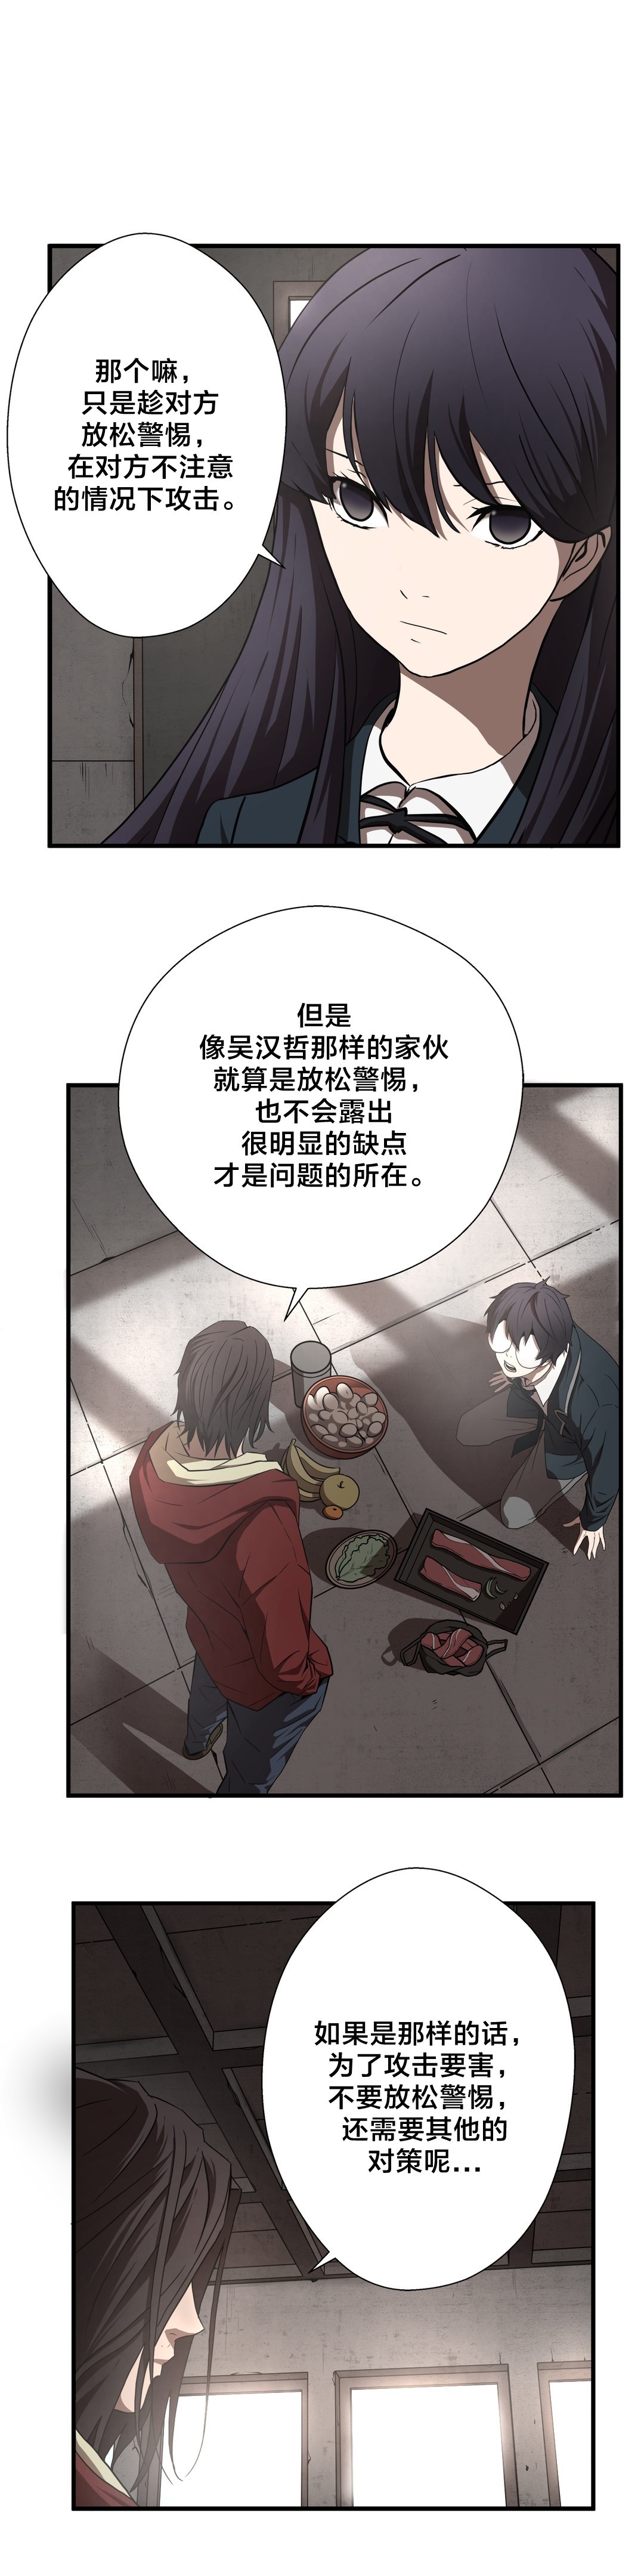 那个嘛，
只是趁对方
放松警惕，
在对方不注意
的情况下攻击。
但是
像吴汉哲那样的家伙
就算是放松警惕，
也不会露出
很明显的缺点
才是问题的所在。
如果是那样的话，
为了攻击要害，
不要放松警惕，
还需要其他的
对策呢...